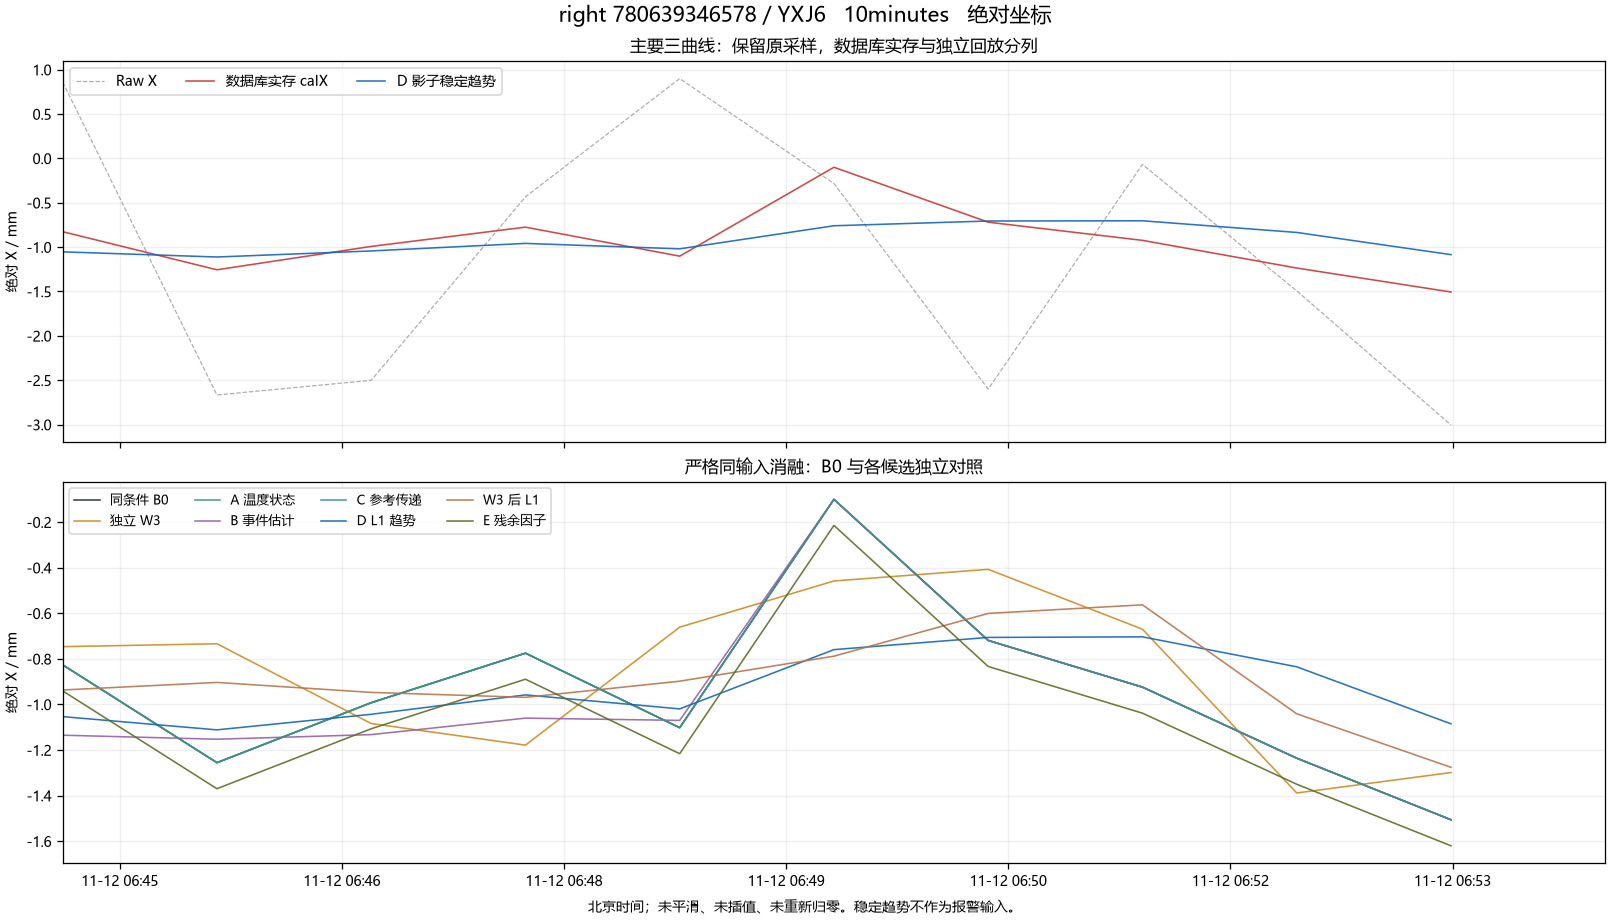 right 780639346578 / YXJ6   10minutes   绝对坐标
主要三曲线：保留原采样，数据库实存与独立回放分列
Raw X
数据库实存 calX
D 影子稳定趋势
1.0
0.5
0.0
-0.5
-1.0
-1.5
-2.0
-2.5
-3.0
绝对 X / mm
严格同输入消融：B0 与各候选独立对照
同条件 B0
A 温度状态
C 参考传递
W3 后 L1
独立 W3
B 事件估计
D L1 趋势
E 残余因子
-0.2
-0.4
-0.6
-0.8
-1.0
-1.2
-1.4
-1.6
绝对 X / mm
11-12 06:45
11-12 06:46
11-12 06:48
11-12 06:49
11-12 06:50
11-12 06:52
11-12 06:53
北京时间；未平滑、未插值、未重新归零。稳定趋势不作为报警输入。